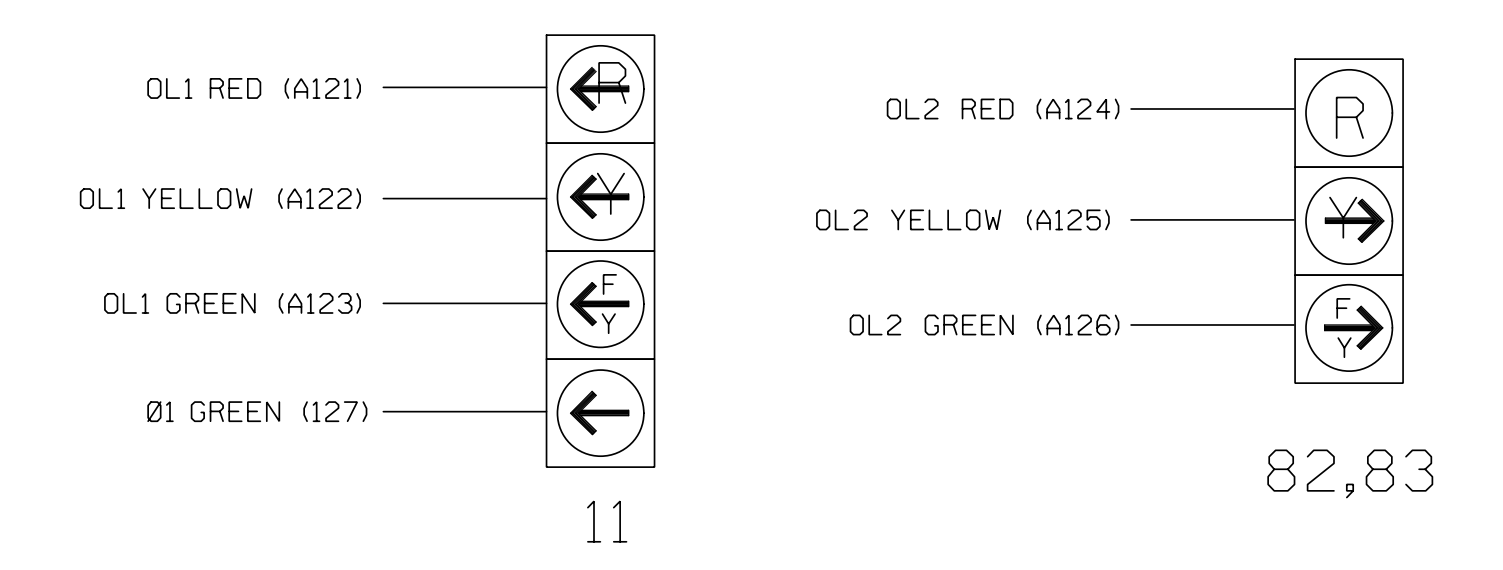 OL1 RED (A121)
R
OL1 YELLOW (A122)
Y
OL1 GREEN (A123)
F
Y
Ø1 GREEN (127)
11
OL2 RED (A124)
R
OL2 YELLOW (A125)
Y
OL2 GREEN (A126)
F
Y
82,83